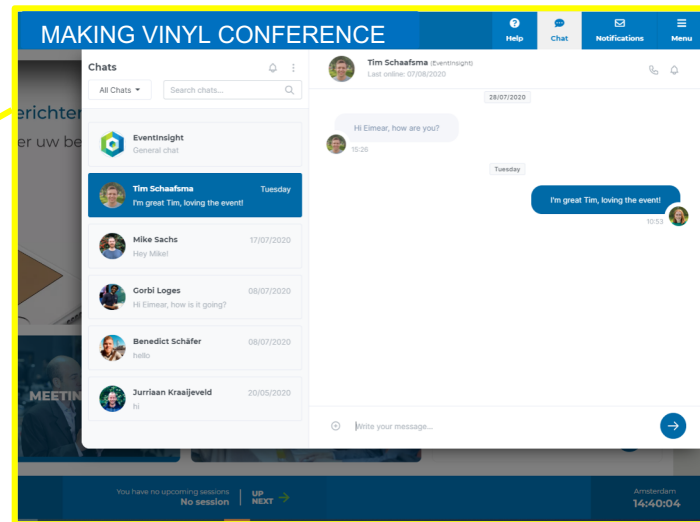 MAKING VINYL CONFERENCE
Help
Chat
Notifications
Menu
Chats
All Chats
Search chats...
EventInsight
General chat
Tim Schaafsma
Tuesday
I'm great Tim, loving the event!
Mike Sachs
17/07/2020
Hey Mike!
Gorbi Loges
08/07/2020
Hi Eimear, how is it going?
Benedict Schäfer
08/07/2020
hello
Jurriaan Kraaijeveld
20/05/2020
hi
Tim Schaafsma (EventInsight)
Last online: 07/08/2020
28/07/2020
Hi Eimear, how are you?
15:26
Tuesday
I'm great Tim, loving the event!
10:53
Write your message...
erichter
er uw be
MEETIN
You have no upcoming sessions
No session
UP
NEXT
Amsterdam
14:40:04